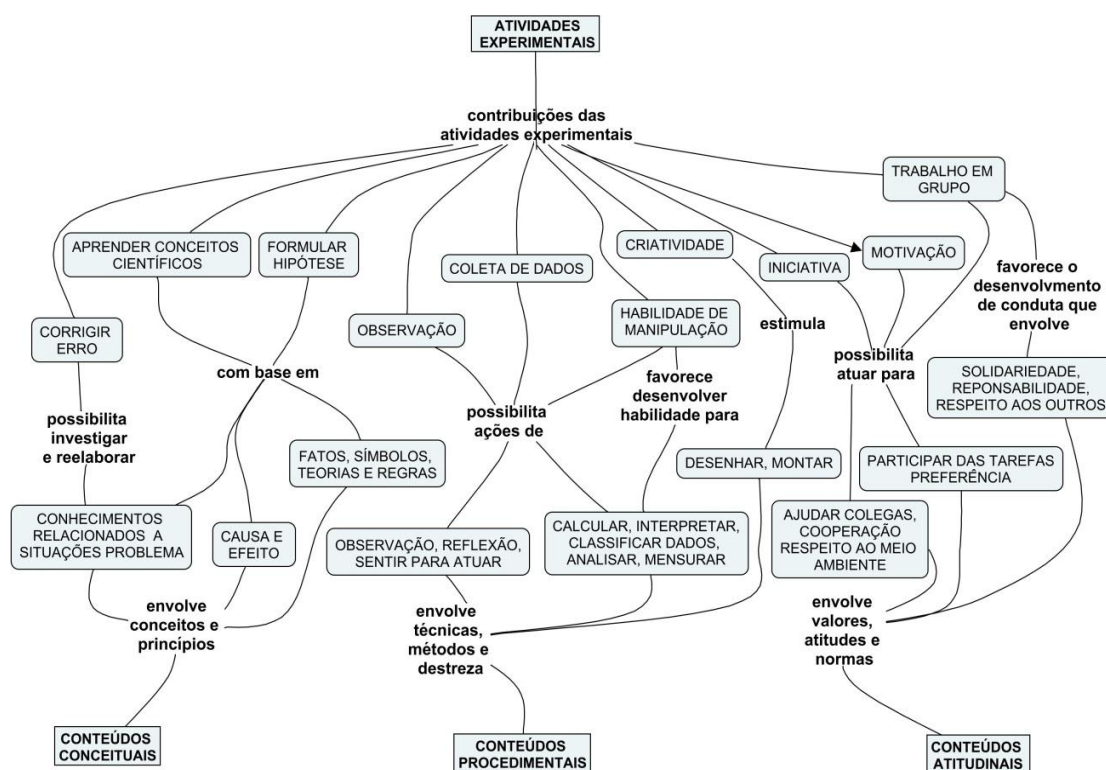 ATIVIDADES
EXPERIMENTAIS
contribuições das
atividades experimentais
TRABALHO EM
GRUPO
APRENDER CONCEITOS
CIENTÍFICOS
FORMULAR
HIPÓTESE
CRIATIVIDADE
COLETA DE DADOS
INICIATIVA
MOTIVAÇÃO
favorece o
desenvolvmento
de conduta que
envolve
CORRIGIR
ERRO
OBSERVAÇÃO
HABILIDADE DE
MANIPULAÇÃO
estimula
com base em
possibilita
atuar para
SOLIDARIEDADE,
REPONSABILIDADE,
RESPEITO AOS OUTROS
possibilita
investigar
e reelaborar
possibilita
ações de
favorece
desenvolver
habilidade para
FATOS, SÍMBOLOS,
TEORIAS E REGRAS
DESENHAR, MONTAR
PARTICIPAR DAS TAREFAS
PREFERÊNCIA
CONHECIMENTOS
RELACIONADOS A
SITUAÇÕES PROBLEMA
CAUSA E
EFEITO
OBSERVAÇÃO, REFLEXÃO,
SENTIR PARA ATUAR
CALCULAR, INTERPRETAR,
CLASSIFICAR DADOS,
ANALISAR, MENSURAR
AJUDAR COLEGAS,
COOPERAÇÃO
RESPEITO AO MEIO
AMBIENTE
envolve
conceitos e
princípios
envolve
técnicas,
métodos e
destreza
envolve
valores,
atitudes e
normas
CONTEÚDOS
CONCEITUAIS
CONTEÚDOS
PROCEDIMENTAIS
CONTEÚDOS
ATITUDINAIS